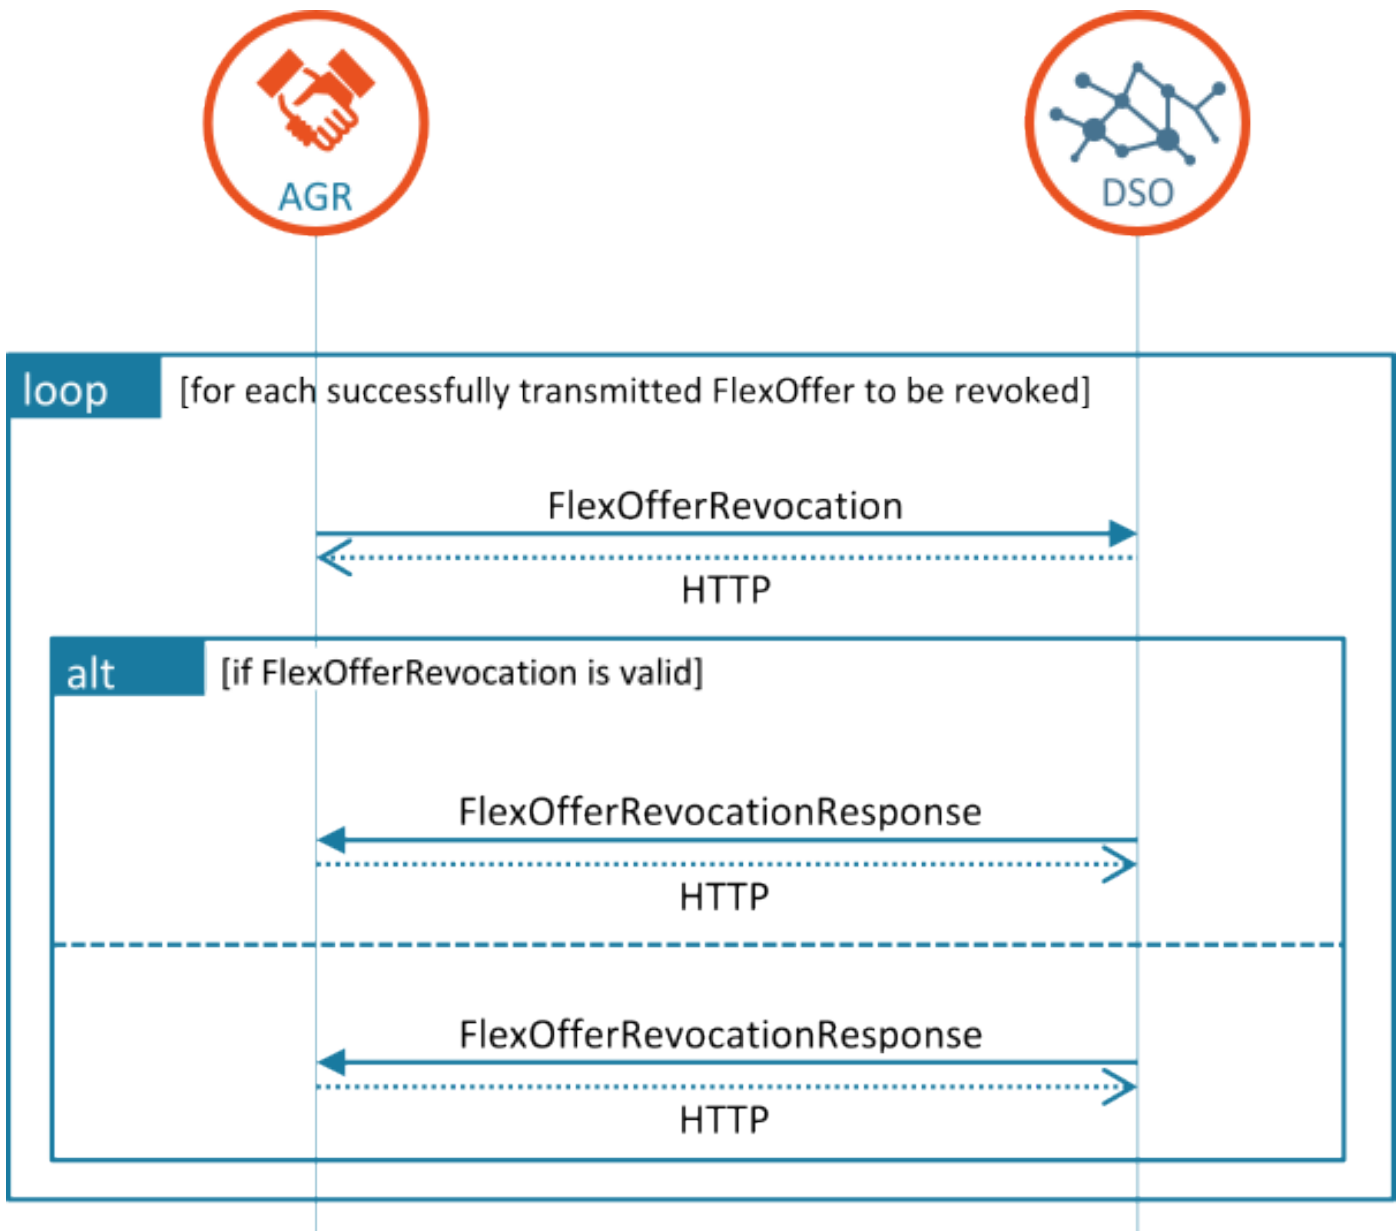 AGR
DSO
loop
[for each successfully transmitted FlexOffer to be revoked]
FlexOfferRevocation
HTTP
alt
[if FlexOfferRevocation is valid]
FlexOfferRevocationResponse
HTTP
FlexOfferRevocationResponse
HTTP